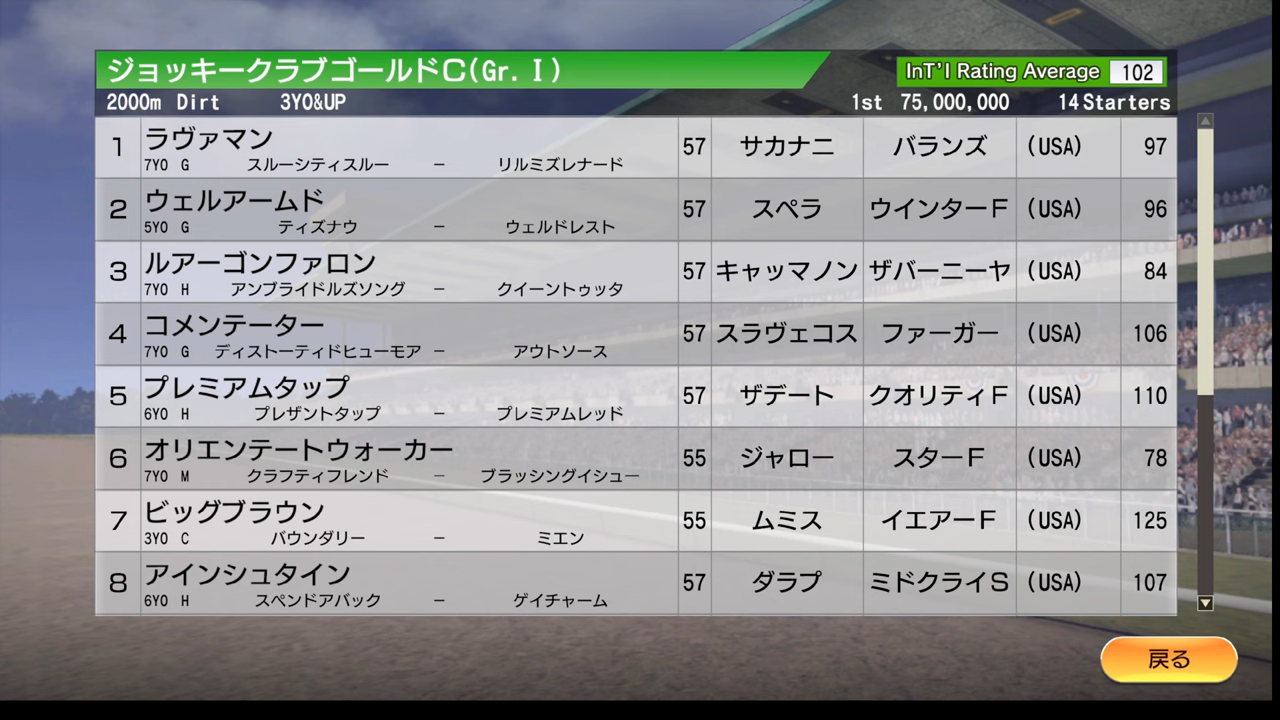 ジョッキークラブゴールドC(Gr.Ⅰ) InT'l Rating Average 102
2000m Dirt 3YO&UP 1st 75,000,000 14Starters
1 ラヴァマン 57 サカナニ バランズ (USA) 97
7YO G スルーシティスルー － リルミズレナード
2 ウェルアームド 57 スペラ ウインターF (USA) 96
5YO G ティズナウ － ウェルドレスト
3 ルアーゴンファロン 57 キャッマノン ザバーニーヤ (USA) 84
7YO H アンブライドルズソング － クイーントゥッタ
4 コメンテーター 57 スラヴェコス ファーガー (USA) 106
7YO G ディストーティドヒューモア － アウトソース
5 プレミアムタップ 57 ザデート クオリティF (USA) 110
6YO H プレザントタップ － プレミアムレッド
6 オリエンテートウォーカー 55 ジャロー スターF (USA) 78
7YO M クラフティフレンド － ブラッシングイシュー
7 ビッグブラウン 55 ムミス イエアーF (USA) 125
3YO C バウンダリー － ミエン
8 アインシュタイン 57 ダラプ ミドクライS (USA) 107
6YO H スペンドアバック － ゲイチャーム
戻る